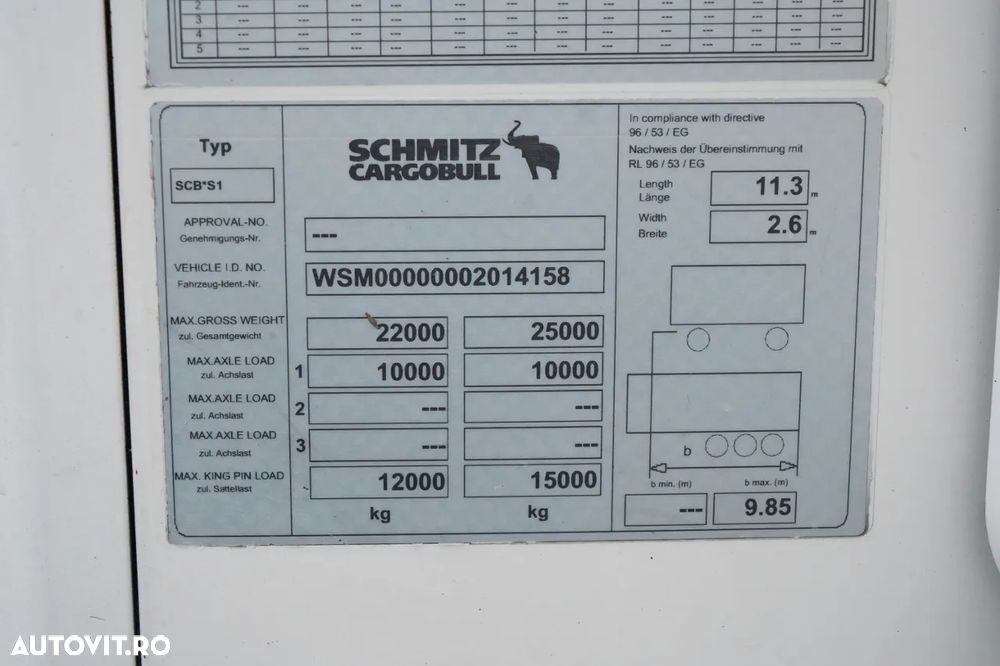 2 --- --- --- --- --- --- --- --- --- --- --- --- ---
3 --- --- --- --- --- --- --- --- --- --- --- --- ---
4 --- --- --- --- --- --- --- --- --- --- --- --- ---
5 --- --- --- --- --- --- --- --- --- --- --- --- ---
Typ
SCB*S1
SCHMITZ
CARGOBULL
In compliance with directive
96 / 53 / EG
Nachweis der Übereinstimmung mit
RL 96 / 53 / EG
Length
Länge
11.3 m
Width
Breite
2.6 m
APPROVAL-NO.
Genehmigungs-Nr.
---
VEHICLE I.D. NO.
Fahrzeug-Ident.-Nr.
WSM00000002014158
MAX.GROSS WEIGHT
zul. Gesamtgewicht
22000 25000
MAX.AXLE LOAD
zul. Achslast
1 10000 10000
MAX.AXLE LOAD
zul. Achslast
2 --- ---
MAX.AXLE LOAD
zul. Achslast
3 --- ---
MAX. KING PIN LOAD
zul. Sattellast
12000 15000
kg kg
b
b min. (m) b max. (m)
--- 9.85
AUTOVIT.RO